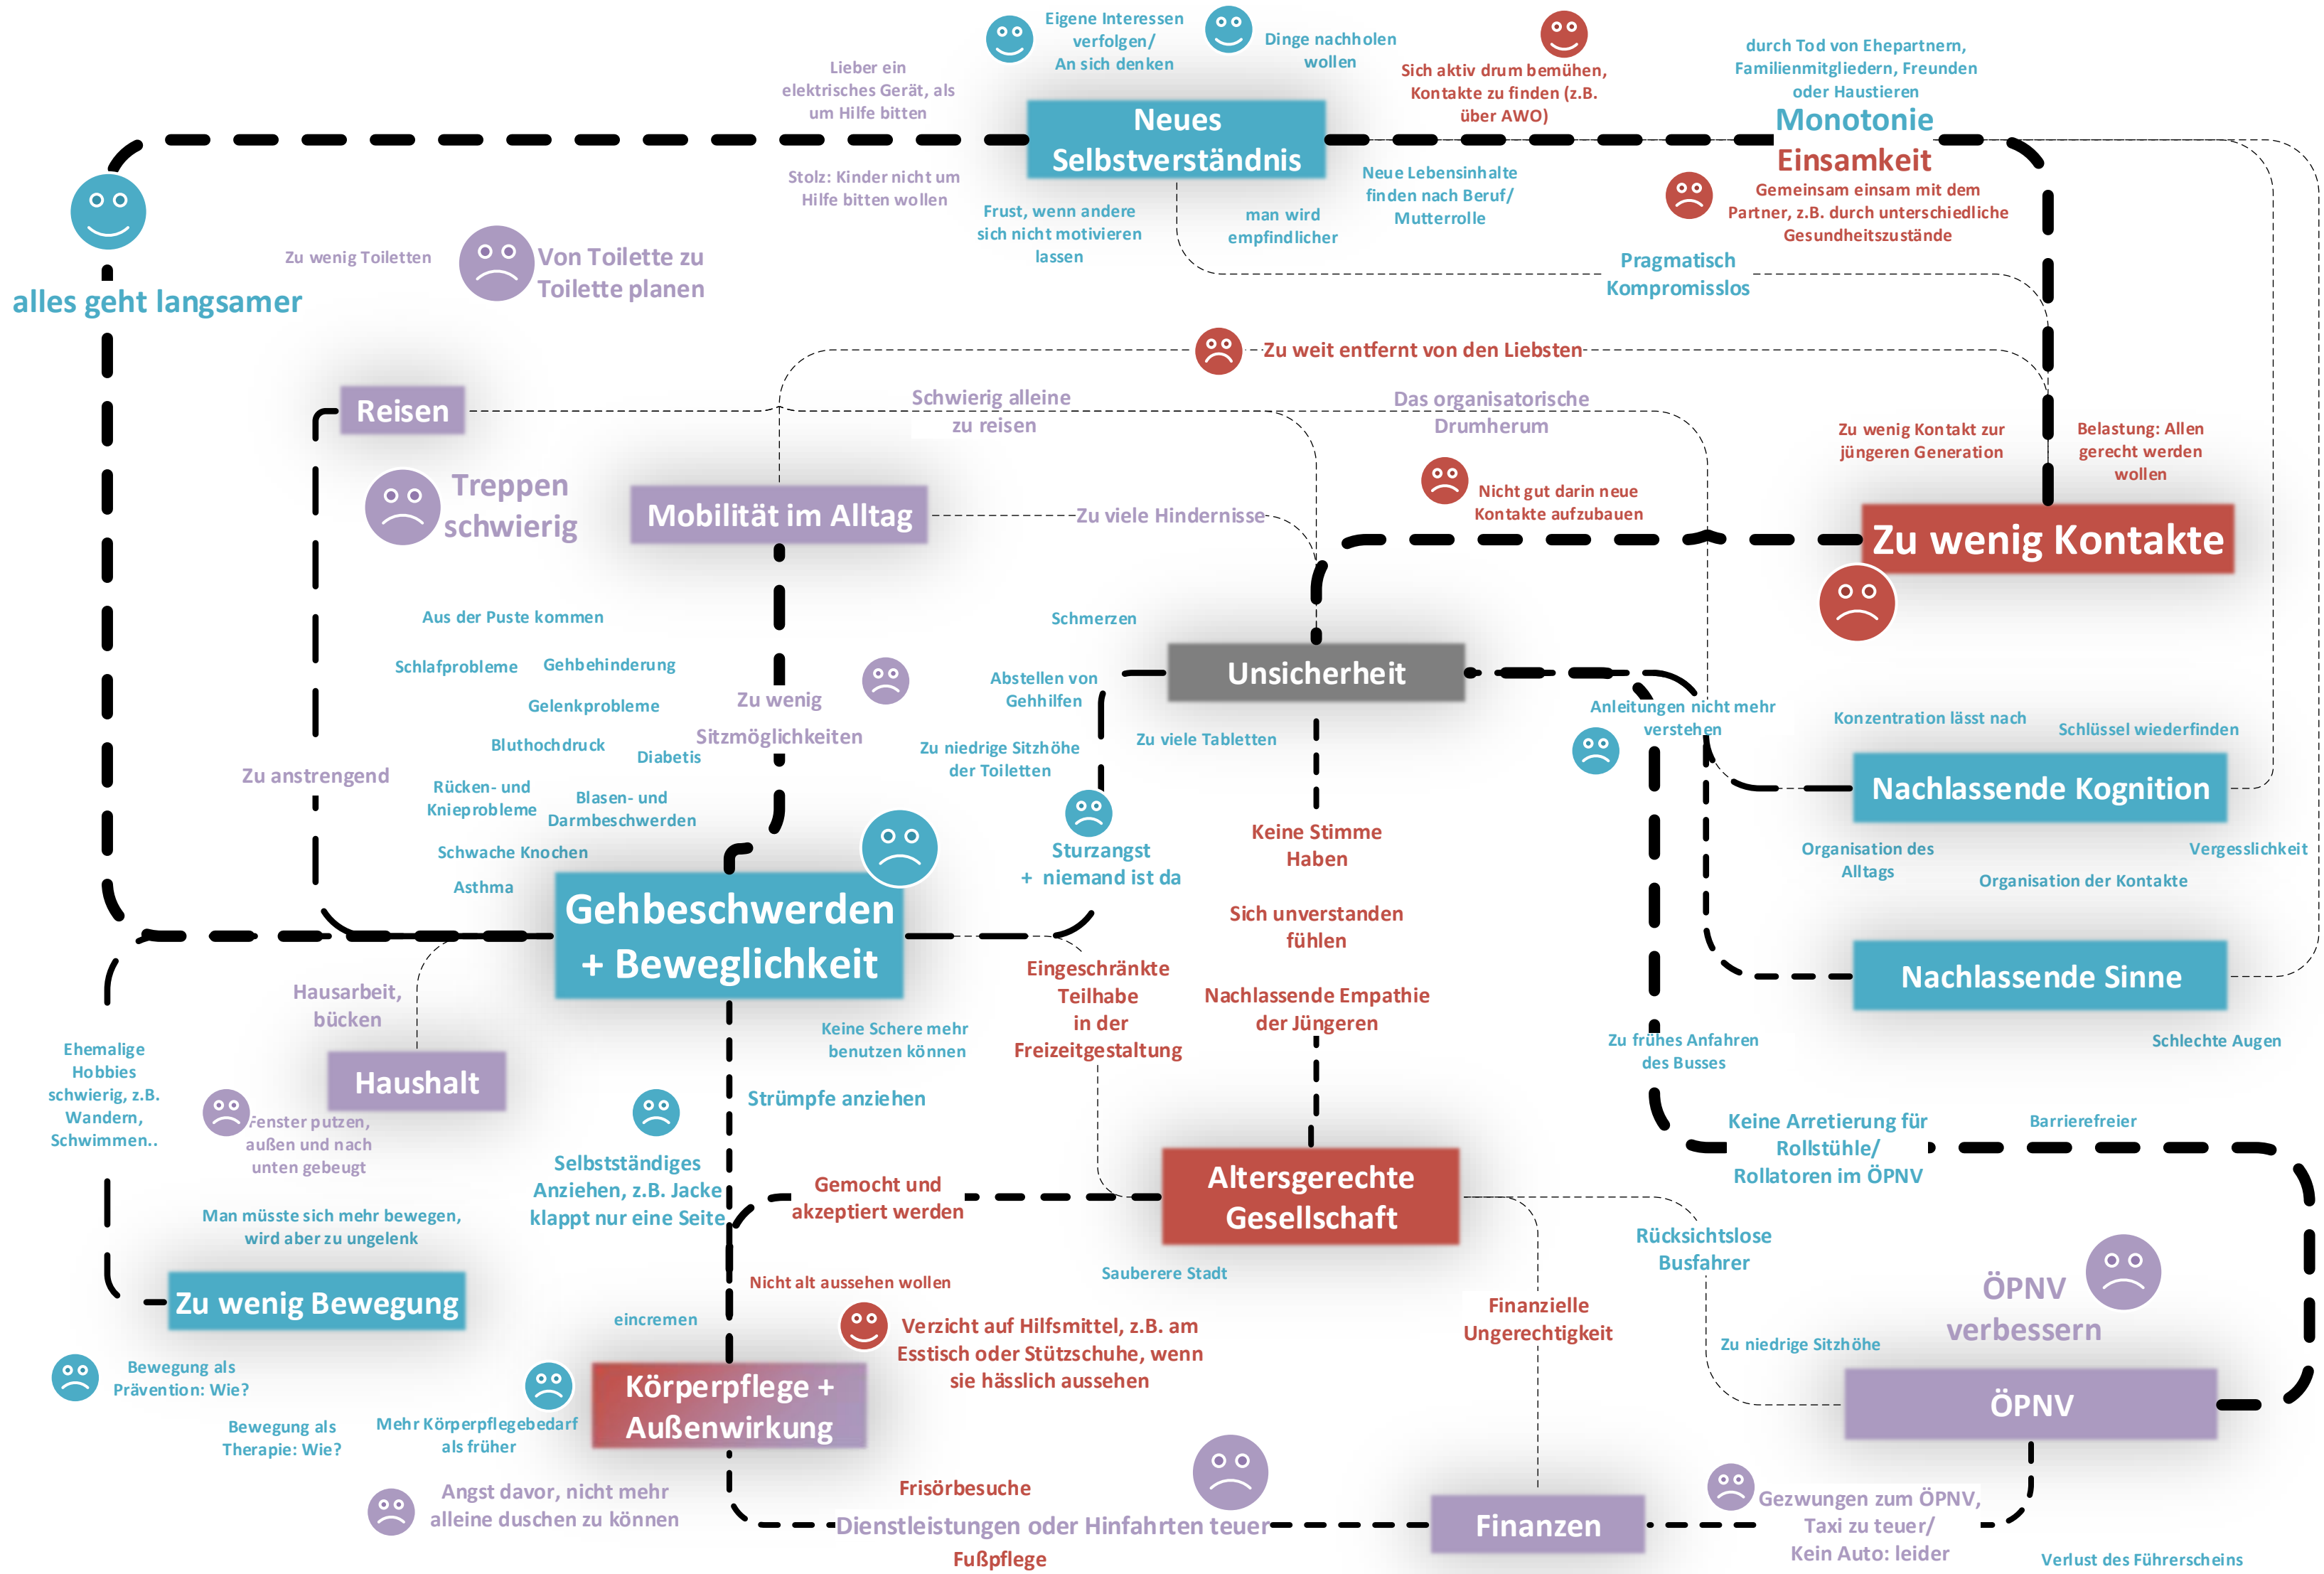 Eigene Interessen
verfolgen/
An sich denken
Dinge nachholen
wollen
Sich aktiv drum bemühen,
Kontakte zu finden (z.B.
über AWO)
durch Tod von Ehepartnern,
Familienmitgliedern, Freunden
oder Haustieren
Monotonie
Einsamkeit
Gemeinsam einsam mit dem
Partner, z.B. durch unterschiedliche
Gesundheitszustände
Lieber ein
elektrisches Gerät, als
um Hilfe bitten
Neues
Selbstverständnis
Stolz: Kinder nicht um
Hilfe bitten wollen
Frust, wenn andere
sich nicht motivieren
lassen
man wird
empfindlicher
Neue Lebensinhalte
finden nach Beruf/
Mutterrolle
Zu wenig Toiletten
Von Toilette zu
Toilette planen
Pragmatisch
Kompromisslos
alles geht langsamer
Zu weit entfernt von den Liebsten
Reisen
Schwierig alleine
zu reisen
Das organisatorische
Drumherum
Zu wenig Kontakt zur
jüngeren Generation
Belastung: Allen
gerecht werden
wollen
Treppen
schwierig
Mobilität im Alltag
Zu viele Hindernisse
Nicht gut darin neue
Kontakte aufzubauen
Zu wenig Kontakte
Aus der Puste kommen
Schlafprobleme
Gehbehinderung
Gelenkprobleme
Bluthochdruck
Diabetis
Rücken- und
Knieprobleme
Blasen- und
Darmbeschwerden
Schwache Knochen
Asthma
Zu wenig
Sitzmöglichkeiten
Schmerzen
Abstellen von
Gehhilfen
Zu niedrige Sitzhöhe
der Toiletten
Zu viele Tabletten
Unsicherheit
Anleitungen nicht mehr
verstehen
Konzentration lässt nach
Schlüssel wiederfinden
Nachlassende Kognition
Organisation des
Alltags
Vergesslichkeit
Organisation der Kontakte
Zu anstrengend
Sturzangst
+ niemand ist da
Keine Stimme
Haben
Sich unverstanden
fühlen
Nachlassende Empathie
der Jüngeren
Gehbeschwerden
+ Beweglichkeit
Eingeschränkte
Teilhabe
in der
Freizeitgestaltung
Nachlassende Sinne
Schlechte Augen
Hausarbeit,
bücken
Haushalt
Fenster putzen,
außen und nach
unten gebeugt
Ehemalige
Hobbies
schwierig, z.B.
Wandern,
Schwimmen..
Keine Schere mehr
benutzen können
Strümpfe anziehen
Selbstständiges
Anziehen, z.B. Jacke
klappt nur eine Seite
Zu frühes Anfahren
des Busses
Keine Arretierung für
Rollstühle/
Rollatoren im ÖPNV
Barrierefreier
Gemocht und
akzeptiert werden
Altersgerechte
Gesellschaft
Rücksichtslose
Busfahrer
Man müsste sich mehr bewegen,
wird aber zu ungelenk
Zu wenig Bewegung
Nicht alt aussehen wollen
Sauberere Stadt
eincremen
Verzicht auf Hilfsmittel, z.B. am
Esstisch oder Stützschuhe, wenn
sie hässlich aussehen
Finanzielle
Ungerechtigkeit
ÖPNV
verbessern
Zu niedrige Sitzhöhe
ÖPNV
Bewegung als
Prävention: Wie?
Bewegung als
Therapie: Wie?
Mehr Körperpflegebedarf
als früher
Körperpflege +
Außenwirkung
Angst davor, nicht mehr
alleine duschen zu können
Frisörbesuche
Dienstleistungen oder Hinfahrten teuer
Fußpflege
Finanzen
Gezwungen zum ÖPNV,
Taxi zu teuer/
Kein Auto: leider
Verlust des Führerscheins